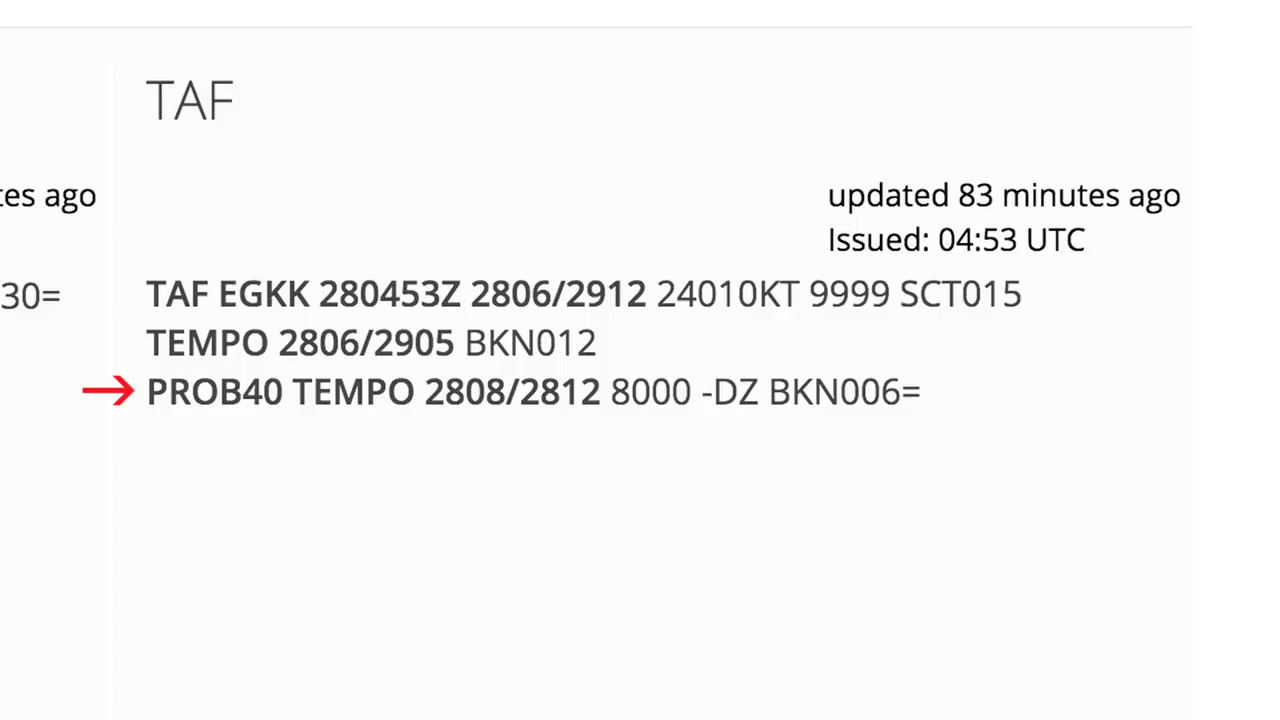 TAF
tes ago
updated 83 minutes ago
Issued: 04:53 UTC
30=
TAF EGKK 280453Z 2806/2912 24010KT 9999 SCT015
TEMPO 2806/2905 BKN012
PROB40 TEMPO 2808/2812 8000 -DZ BKN006=